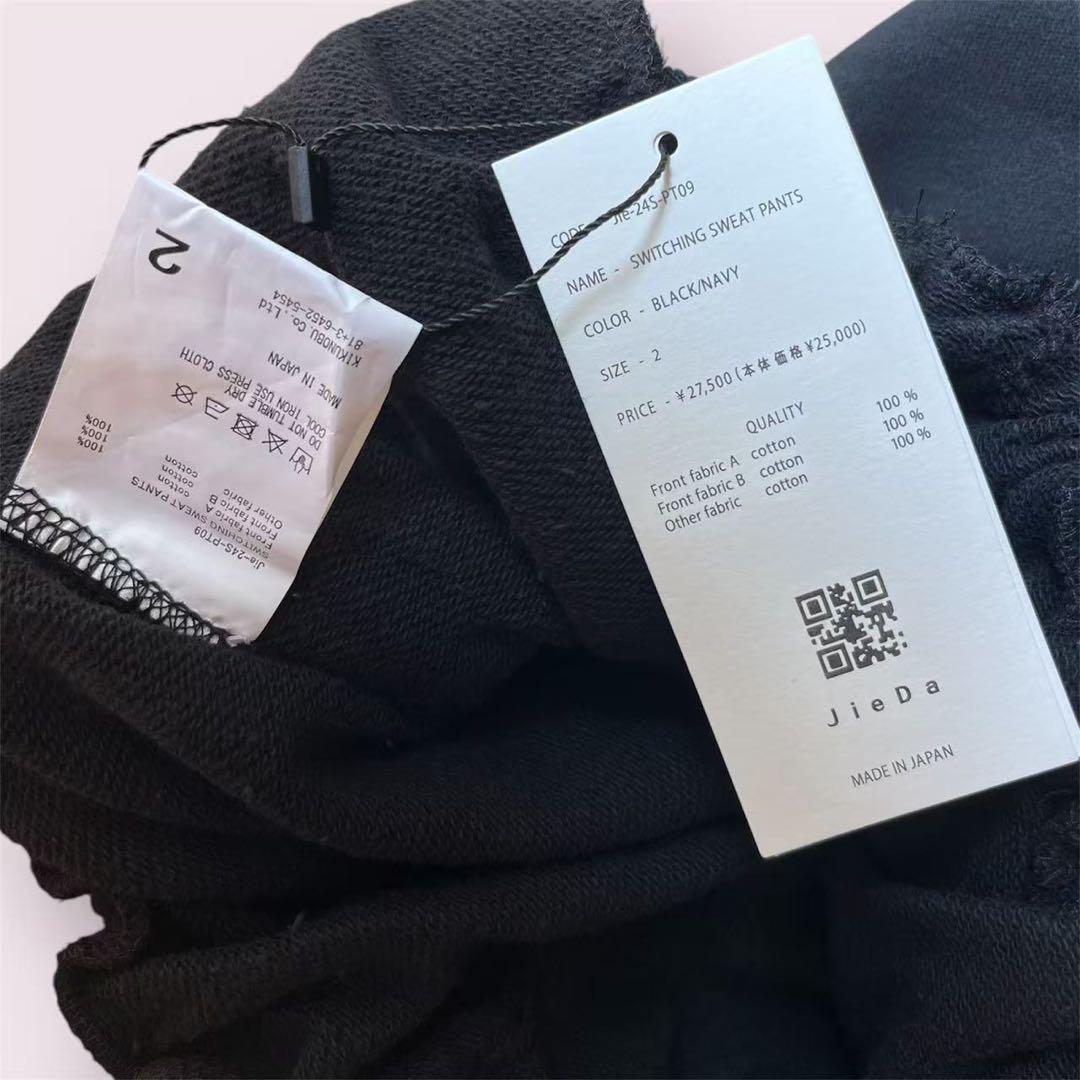 CODE - Jie-24S-PT09
NAME - SWITCHING SWEAT PANTS
COLOR - BLACK/NAVY
SIZE - 2
PRICE - ¥27,500(本体価格¥25,000)
QUALITY
Front fabric A cotton 100 %
Front fabric B cotton 100 %
Other fabric cotton 100 %
JieDa
MADE IN JAPAN
Jia-24S-PT09
SWITCHING SWEAT PANTS
Front fabric A cotton 100%
Front fabric B cotton 100%
Other fabric cotton 100%
DO NOT TUMBLE DRY
COOL IRON USE PRESS CLOTH
MADE IN JAPAN
KIKUNOBU Co., Ltd
81+3-6452-5454
2